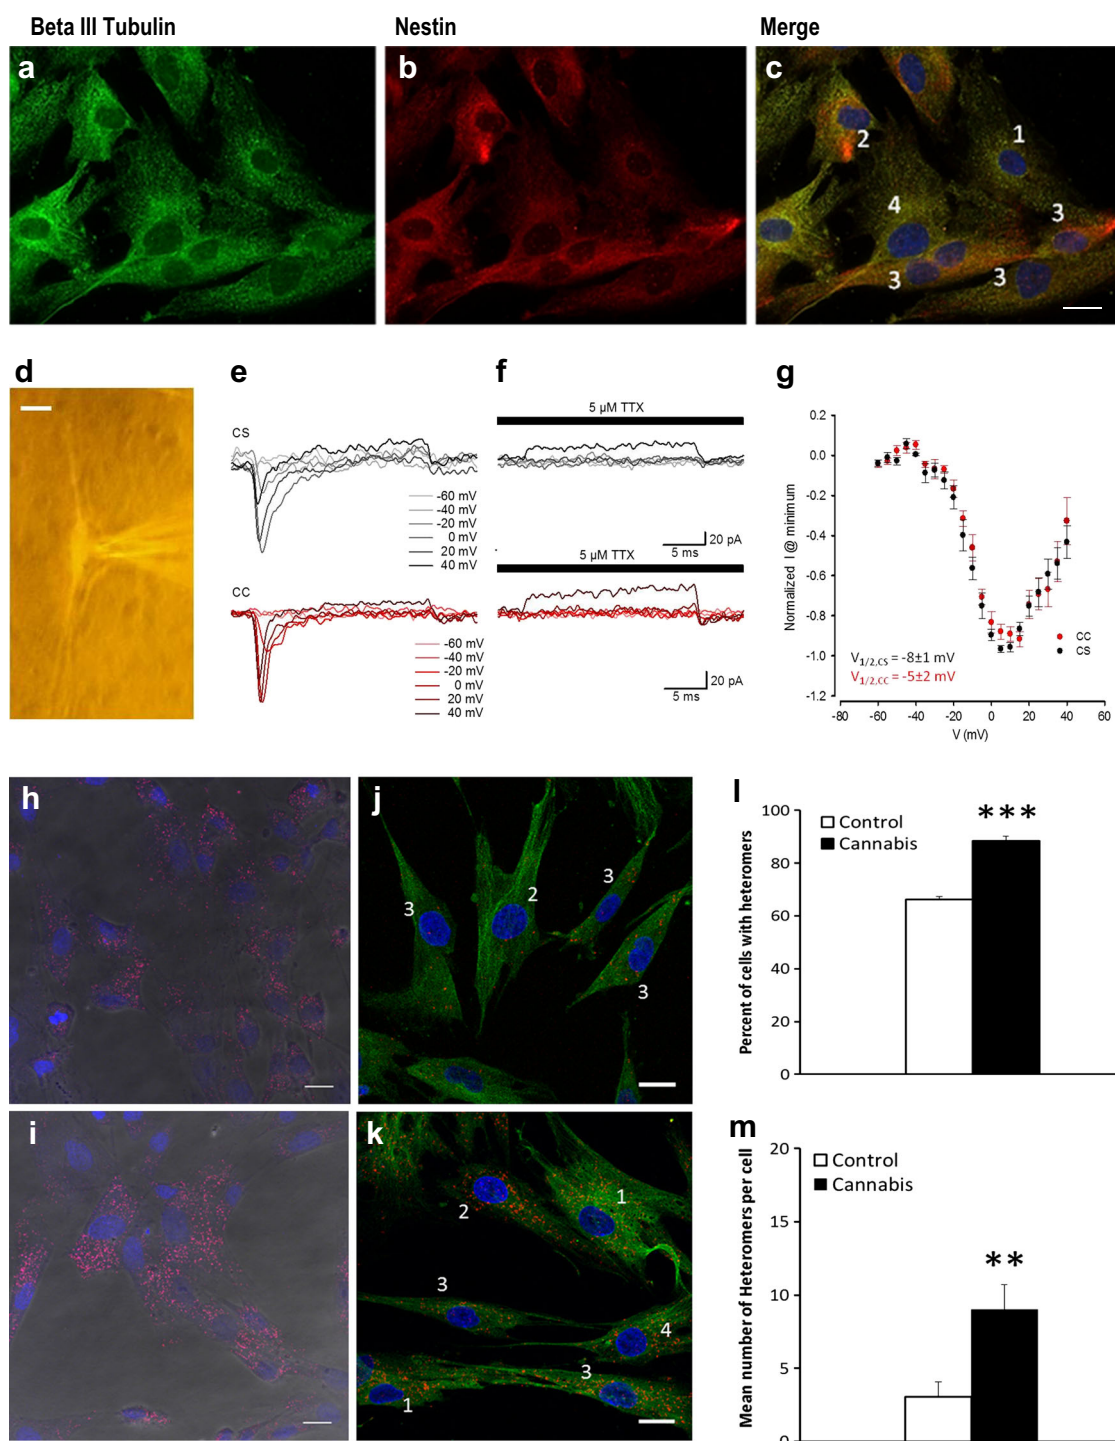 Beta III Tubulin Nestin Merge
a b c
2 1
4 3
3 3
d e f g
5 µM TTX
CS
-60 mV
-40 mV
-20 mV
0 mV
20 mV
40 mV
20 pA
5 ms
5 µM TTX
CC
-60 mV
-40 mV
-20 mV
0 mV
20 mV
40 mV
20 pA
5 ms
Normalized I @ minimum
0.2
0.0
-0.2
-0.4
-0.6
-0.8
-1.0
-1.2
CC
CS
V1/2,CS = -8±1 mV
V1/2,CC = -5±2 mV
-80 -60 -40 -20 0 20 40 60
V (mV)
h j l
3 2 3
3
Percent of cells with heteromers
100
80
60
40
20
0
Control
Cannabis
***
i k m
2 1
3
4
3
1
Mean number of Heteromers per cell
20
15
10
5
0
Control
Cannabis
**